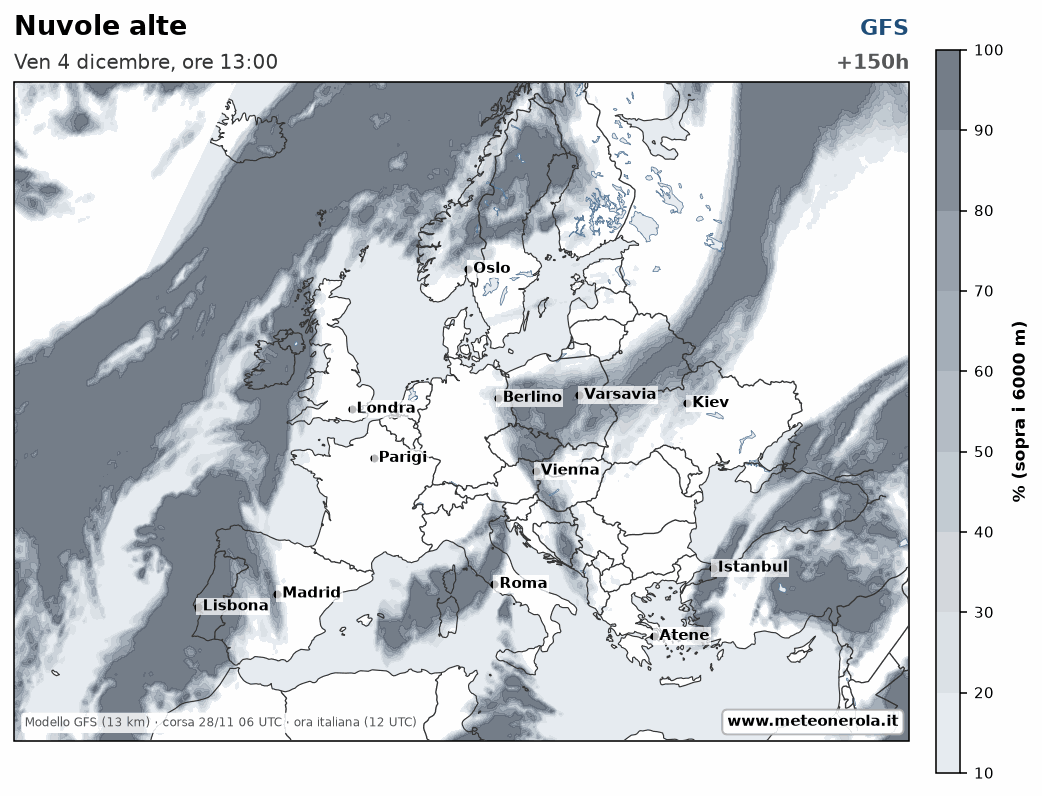 Nuvole alte
GFS
Ven 4 dicembre, ore 13:00
+150h
100
90
80
70
60
50
40
30
20
10
% (sopra i 6000 m)
Oslo
Berlino
Varsavia
Kiev
Londra
Parigi
Vienna
Istanbul
Roma
Madrid
Lisbona
Atene
Modello GFS (13 km) · corsa 28/11 06 UTC · ora italiana (12 UTC)
www.meteonerola.it